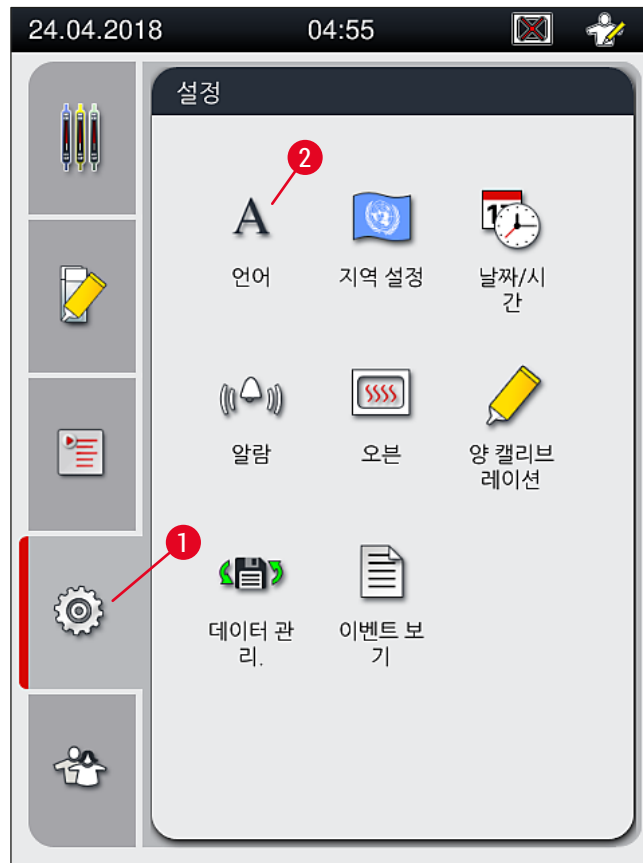 24.04.2018 04:55
설정
2
A
17
언어 지역 설정 날짜/시
간
알람 오븐 양 캘리브
레이션
1
데이터 관
리.
이벤트 보
기